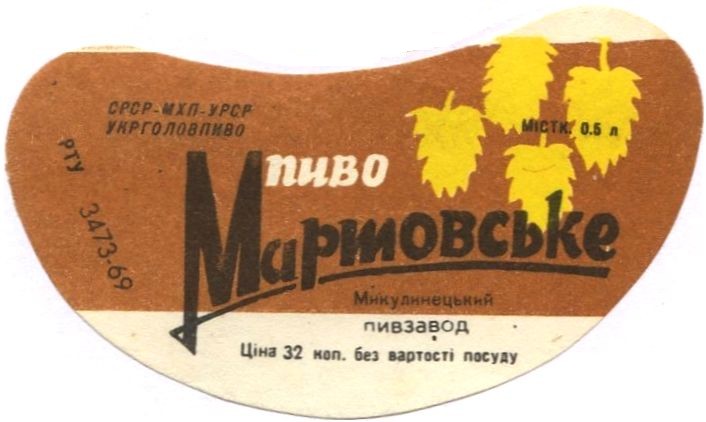 СРСР-МХП-УРСР
УКРГОЛОВПИВО
РТУ 3473-69
МІСТК. 0.5 л
пиво
Мартовське
Микулинецький
пивзавод
Ціна 32 коп. без вартості посуду